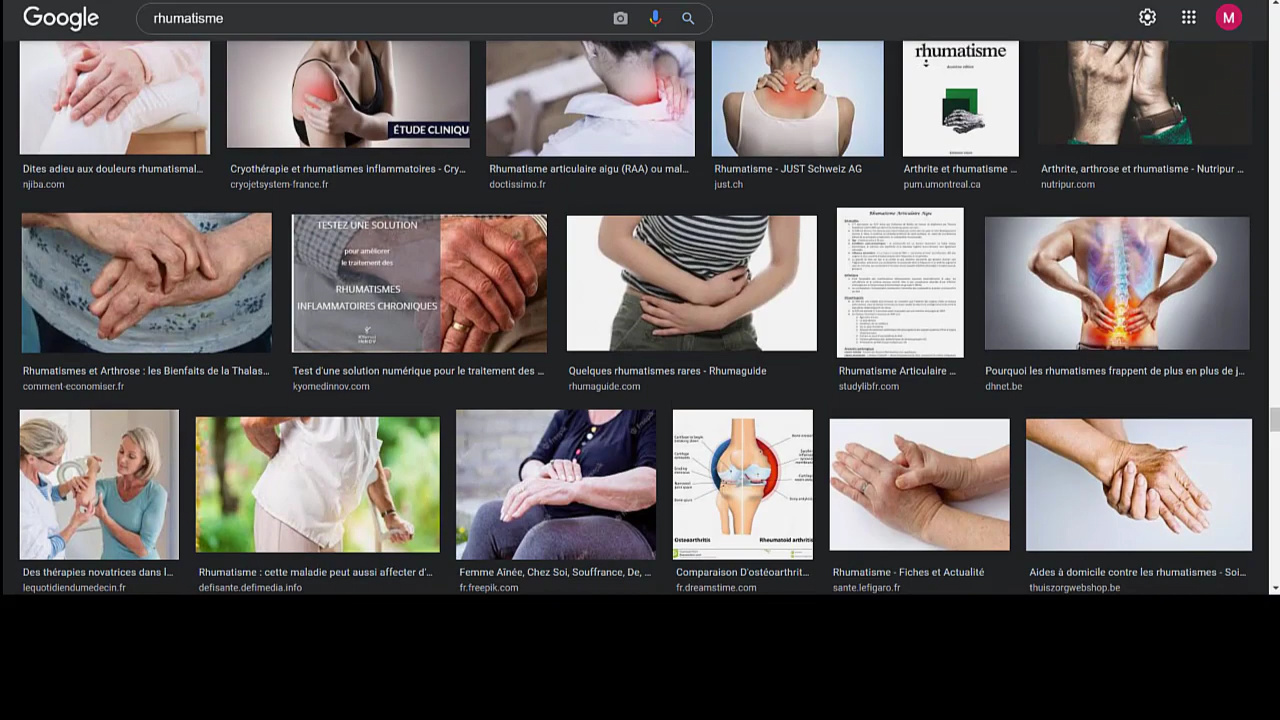 Google
rhumatisme
M
ÉTUDE CLINIQU
rhumatisme
Dites adieu aux douleurs rhumatismal...
njiba.com
Cryothérapie et rhumatismes inflammatoires - Cry...
cryojetsystem-france.fr
Rhumatisme articulaire aigu (RAA) ou mal...
doctissimo.fr
Rhumatisme - JUST Schweiz AG
just.ch
Arthrite et rhumatisme ...
pum.umontreal.ca
Arthrite, arthrose et rhumatisme - Nutripur ...
nutripur.com
TESTEZ UNE SOLUTION
pour améliorer
le traitement des
RHUMATISMES
INFLAMMATOIRES CHRONIQUES
Rhumatisme Articulaire Aigu
Rhumatismes et Arthrose : les Bienfaits de la Thalas...
comment-economiser.fr
Test d'une solution numérique pour le traitement des ...
kyomedinnov.com
Quelques rhumatismes rares - Rhumaguide
rhumaguide.com
Rhumatisme Articulaire ...
studylibfr.com
Pourquoi les rhumatismes frappent de plus en plus de j...
dhnet.be
Osteoarthritis
Rheumatoid arthritis
Des thérapies novatrices dans l...
lequotidiendumedecin.fr
Rhumatisme : cette maladie peut aussi affecter d'...
defisante.defimedia.info
Femme Aînée, Chez Soi, Souffrance, De, ...
fr.freepik.com
Comparaison D'ostéoarthrit...
fr.dreamstime.com
Rhumatisme - Fiches et Actualité
sante.lefigaro.fr
Aides à domicile contre les rhumatismes - Soi...
thuiszorgwebshop.be